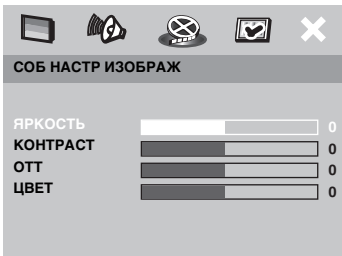 СОБ НАСТР ИЗОБРАЖ
ЯРКОСТЬ 0
КОНТРАСТ 0
ОТТ 0
ЦВЕТ 0